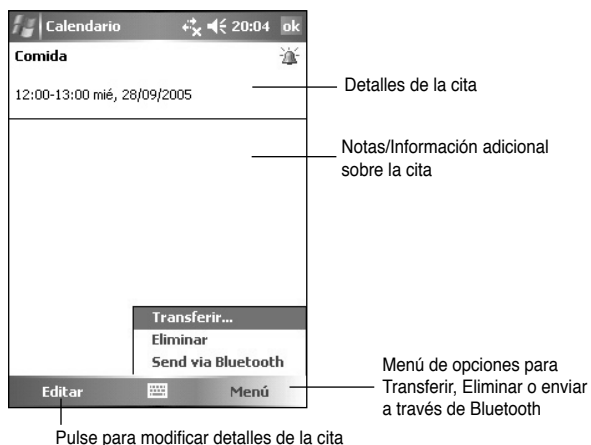 Calendario 20:04 ok
Comida
12:00-13:00 mié, 28/09/2005
Detalles de la cita
Notas/Información adicional
sobre la cita
Transferir...
Eliminar
Send via Bluetooth
Editar Menú
Menú de opciones para
Transferir, Eliminar o enviar
a través de Bluetooth
Pulse para modificar detalles de la cita